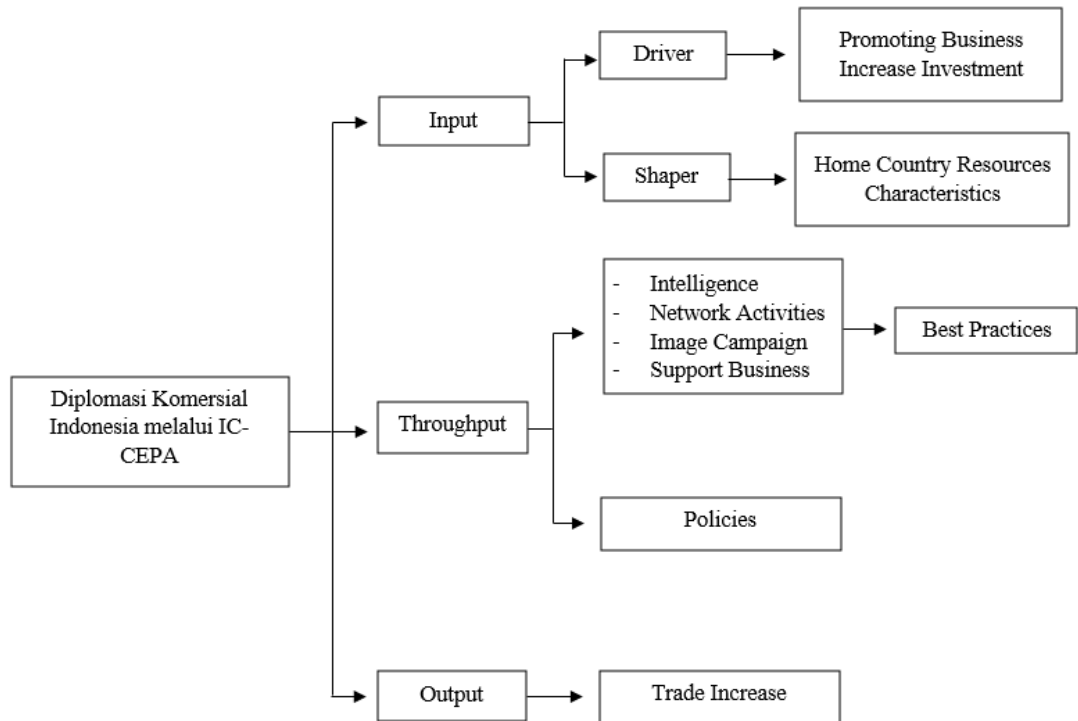 Driver
Promoting Business
Increase Investment
Input
Shaper
Home Country Resources
Characteristics
Diplomasi Komersial
Indonesia melalui IC-
CEPA
Throughput
- Intelligence
- Network Activities
- Image Campaign
- Support Business
Best Practices
Policies
Output
Trade Increase